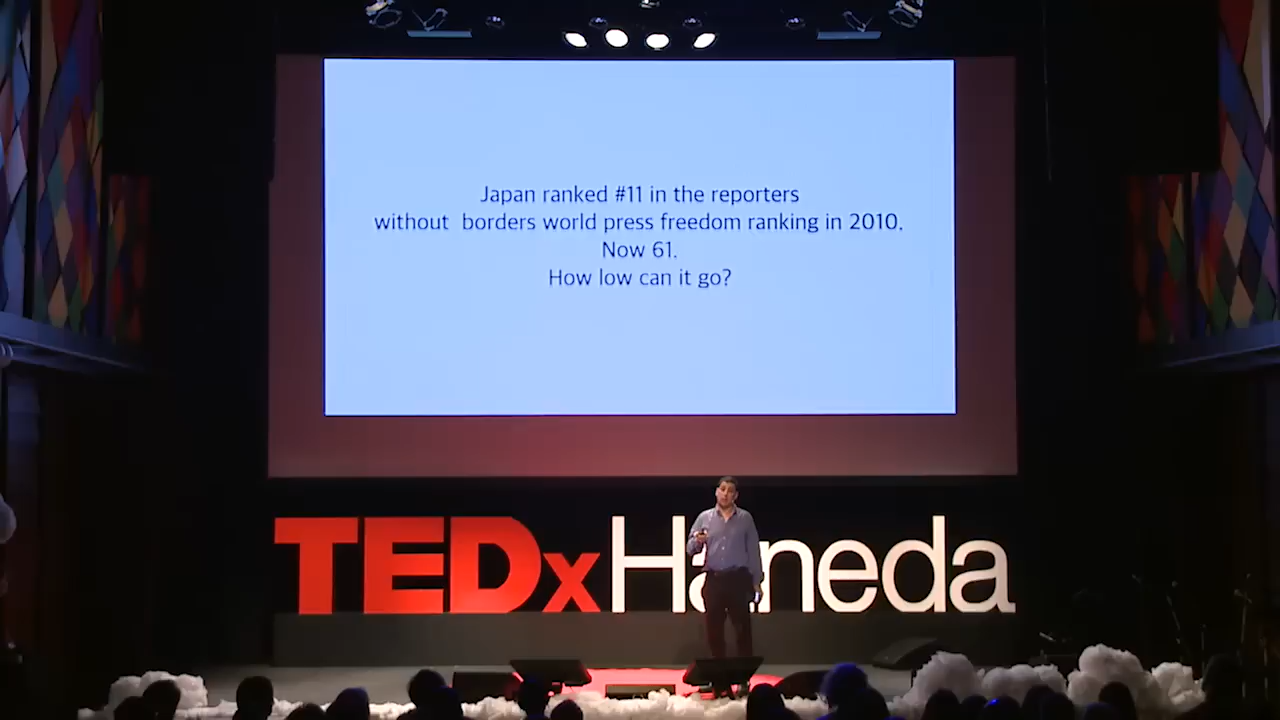 Japan ranked #11 in the reporters
without borders world press freedom ranking in 2010.
Now 61.
How low can it go?
TEDxHaneda